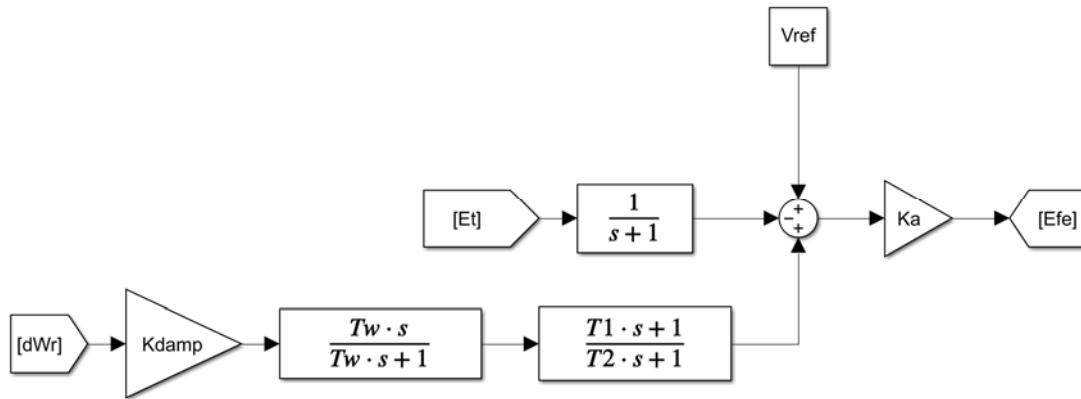 Vref
[Et]
1
s + 1
+
−
+
Ka
[Efe]
[dWr]
Kdamp
Tw · s
Tw · s + 1
T1 · s + 1
T2 · s + 1